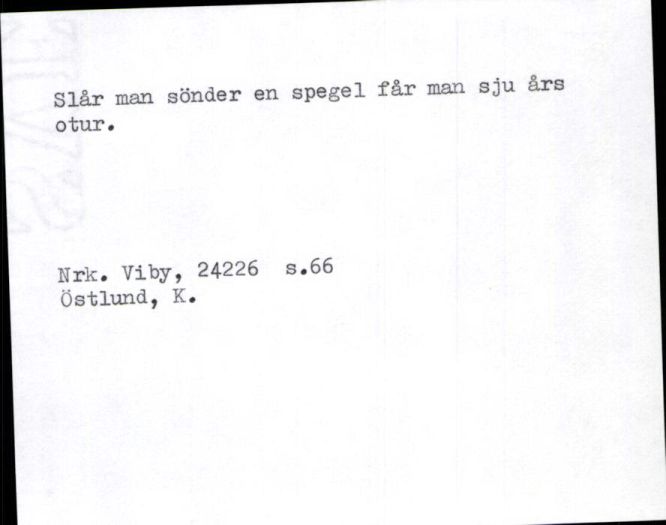 Slår man sönder en spegel får man sju års
otur.
Nrk. Viby, 24226 s.66
Östlund, K.